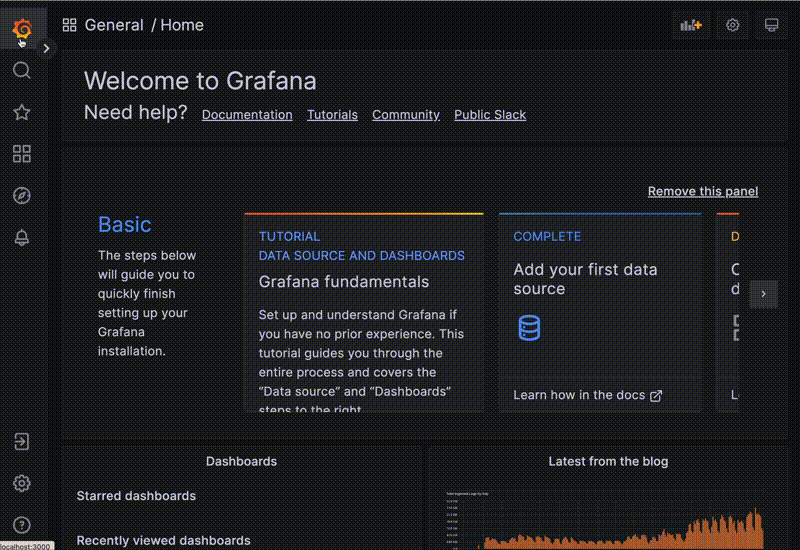 General / Home
Welcome to Grafana
Need help? Documentation Tutorials Community Public Slack
Remove this panel
Basic
The steps below
will guide you to
quickly finish
setting up your
Grafana
installation.
TUTORIAL
DATA SOURCE AND DASHBOARDS
Grafana fundamentals
Set up and understand Grafana if
you have no prior experience. This
tutorial guides you through the
entire process and covers the
“Data source” and “Dashboards”
steps to the right.
COMPLETE
Add your first data
source
Learn how in the docs
D
C
d
L
Dashboards
Starred dashboards
Recently viewed dashboards
Latest from the blog
localhost:3000